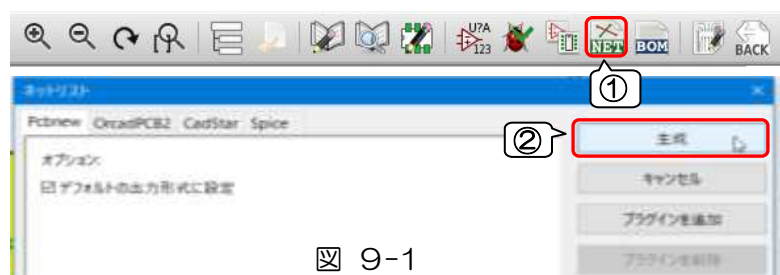 U?A
123
NET
BOM
BACK
①
ネットリスト
Pcbnew OrcadPCB2 CadStar Spice
②
生成
オプション:
デフォルトの出力形式に設定
キャンセル
プラグインを追加
図 9-1
プラグインを削除